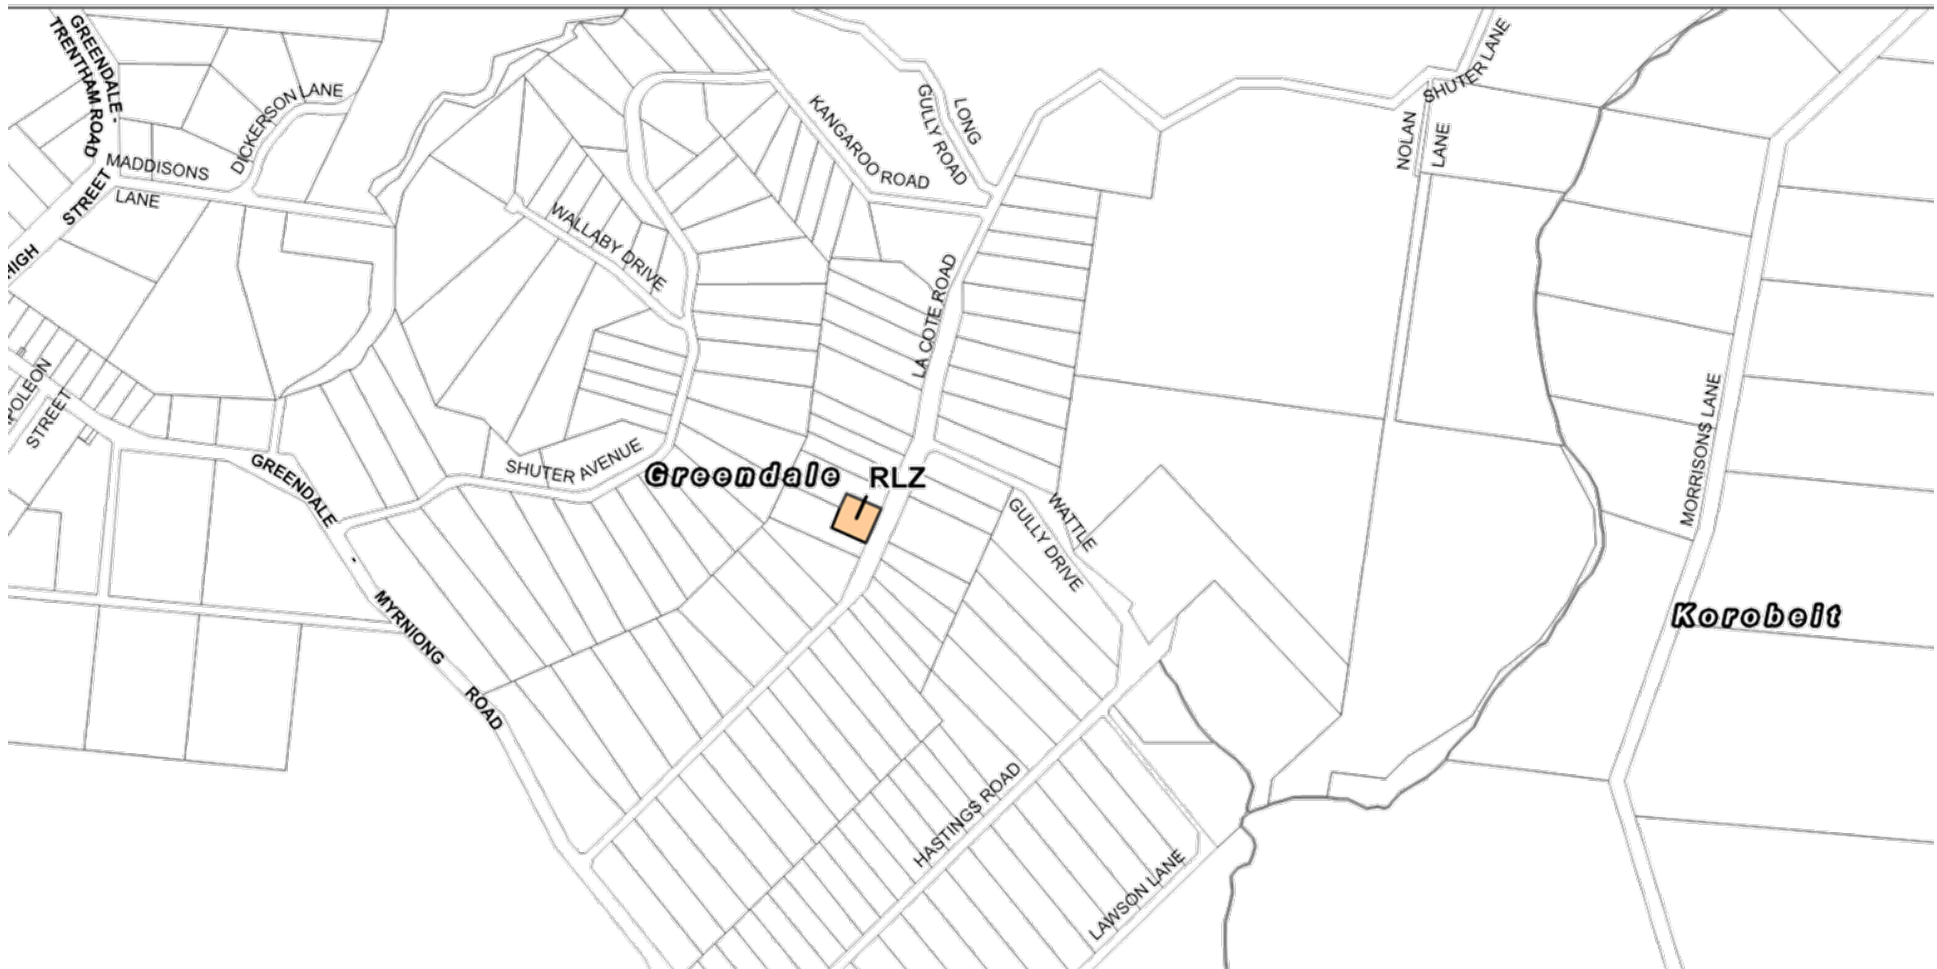 GREENDALE -
TRENTHAM ROAD
DICKERSON LANE
MADDISONS
LANE
STREET
HIGH
KANGAROO ROAD
LONG
GULLY ROAD
SHUTER LANE
NOLAN
LANE
WALLABY DRIVE
LA COTE ROAD
STREET
GREENDALE
-
MYRNIONG
ROAD
SHUTER AVENUE
Greendale
RLZ
WATTLE
GULLY DRIVE
MORRISONS LANE
Korobeit
HASTINGS ROAD
LAWSON LANE